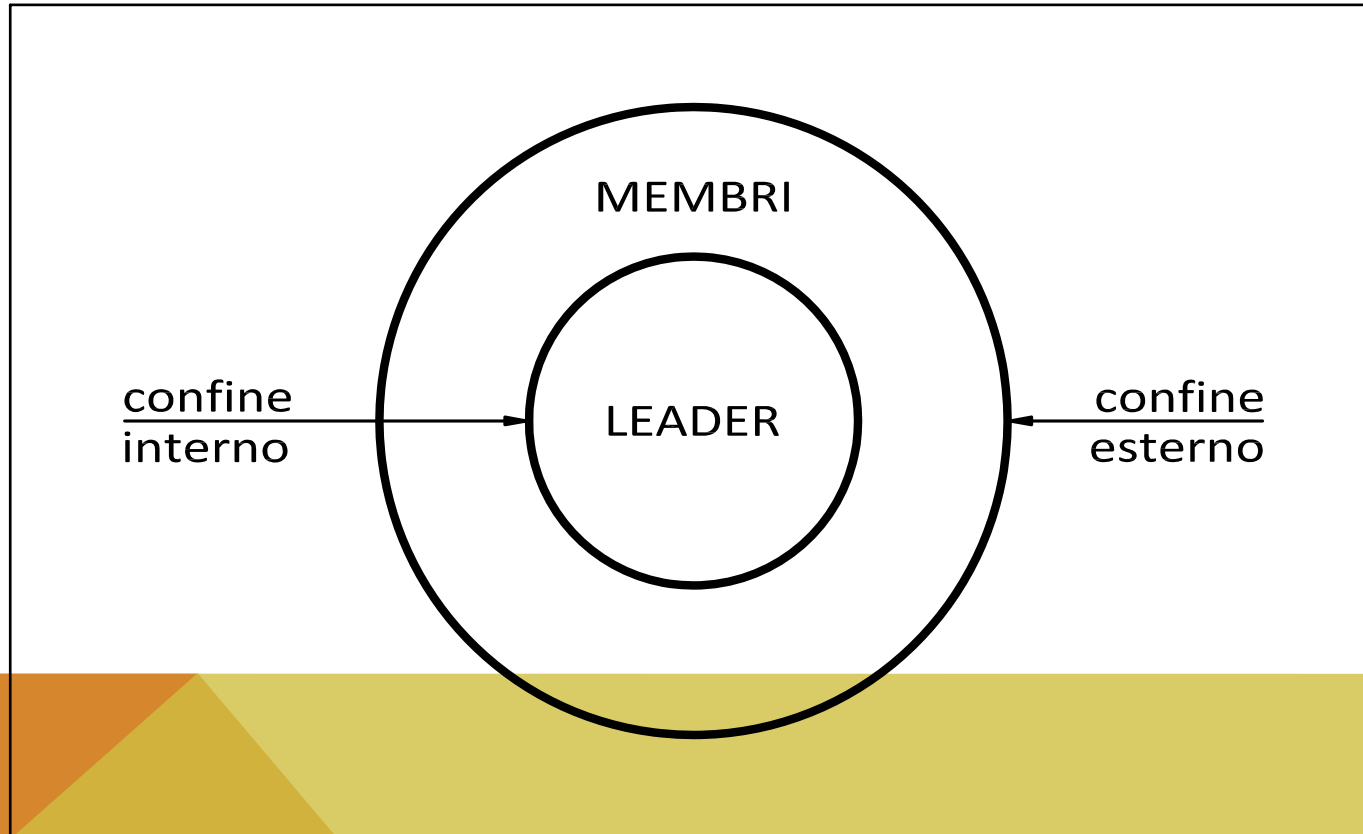 MEMBRI
LEADER
confine
interno
confine
esterno